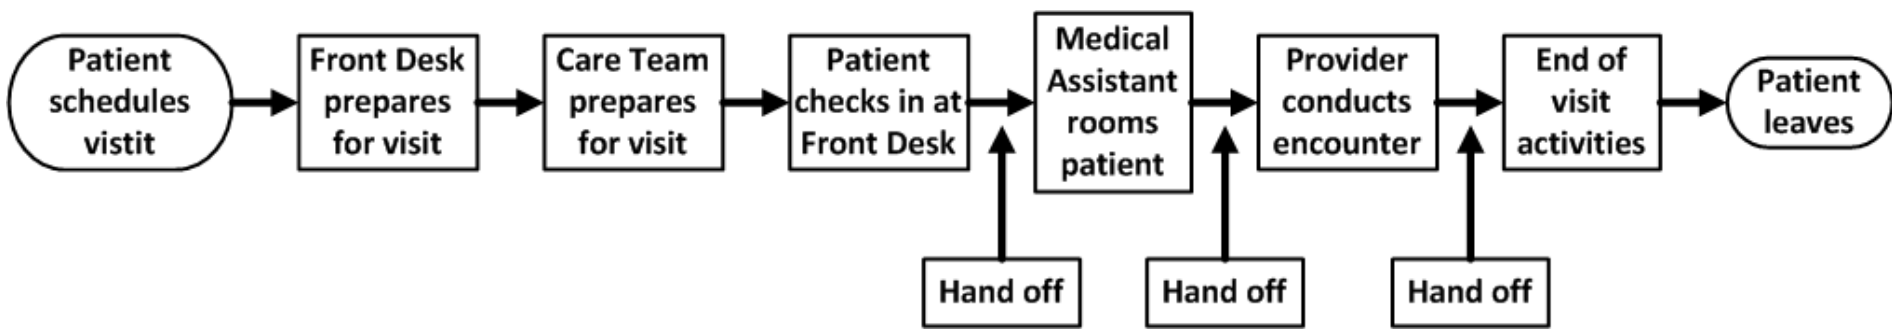 Patient
schedules
vistit
Front Desk
prepares
for visit
Care Team
prepares
for visit
Patient
checks in at
Front Desk
Medical
Assistant
rooms
patient
Provider
conducts
encounter
End of
visit
activities
Patient
leaves
Hand off
Hand off
Hand off